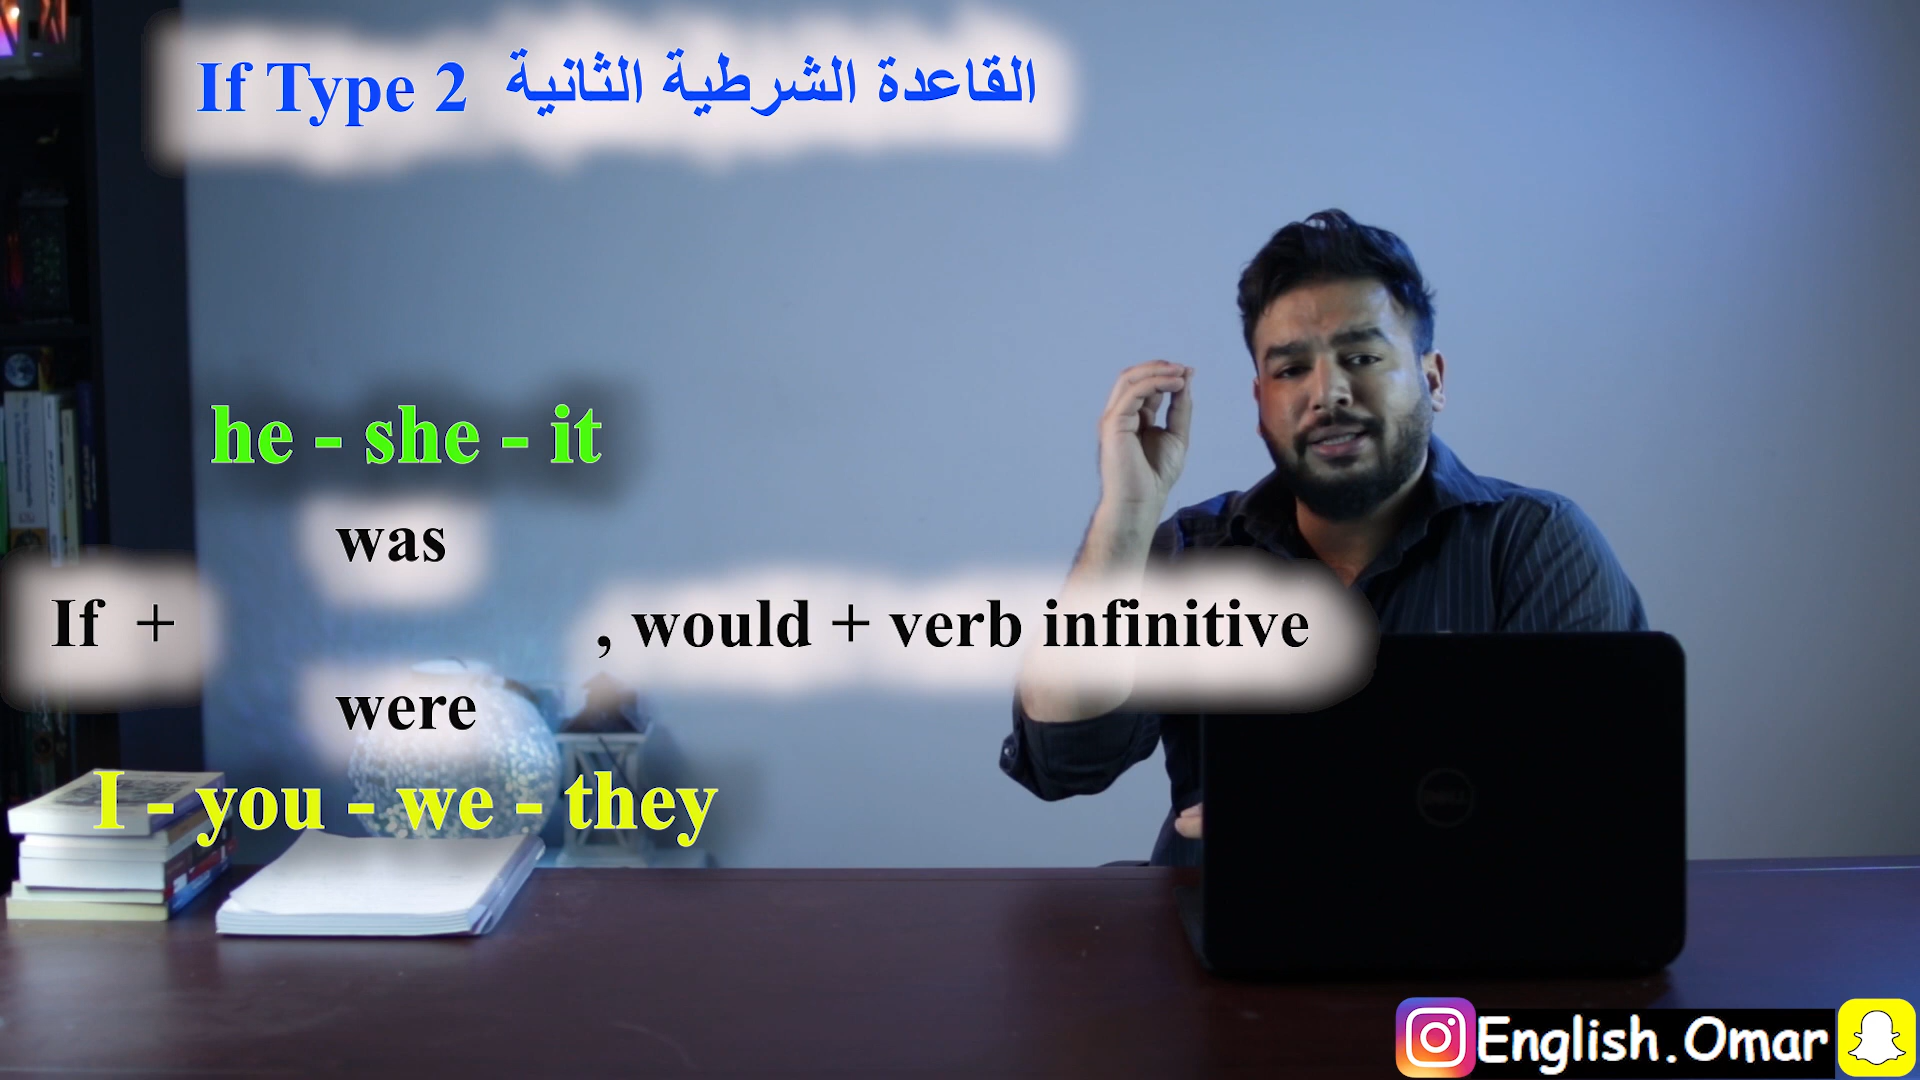 If Type 2 القاعدة الشرطية الثانية
he - she - it
was
If + , would + verb infinitive
were
I - you - we - they
English.Omar